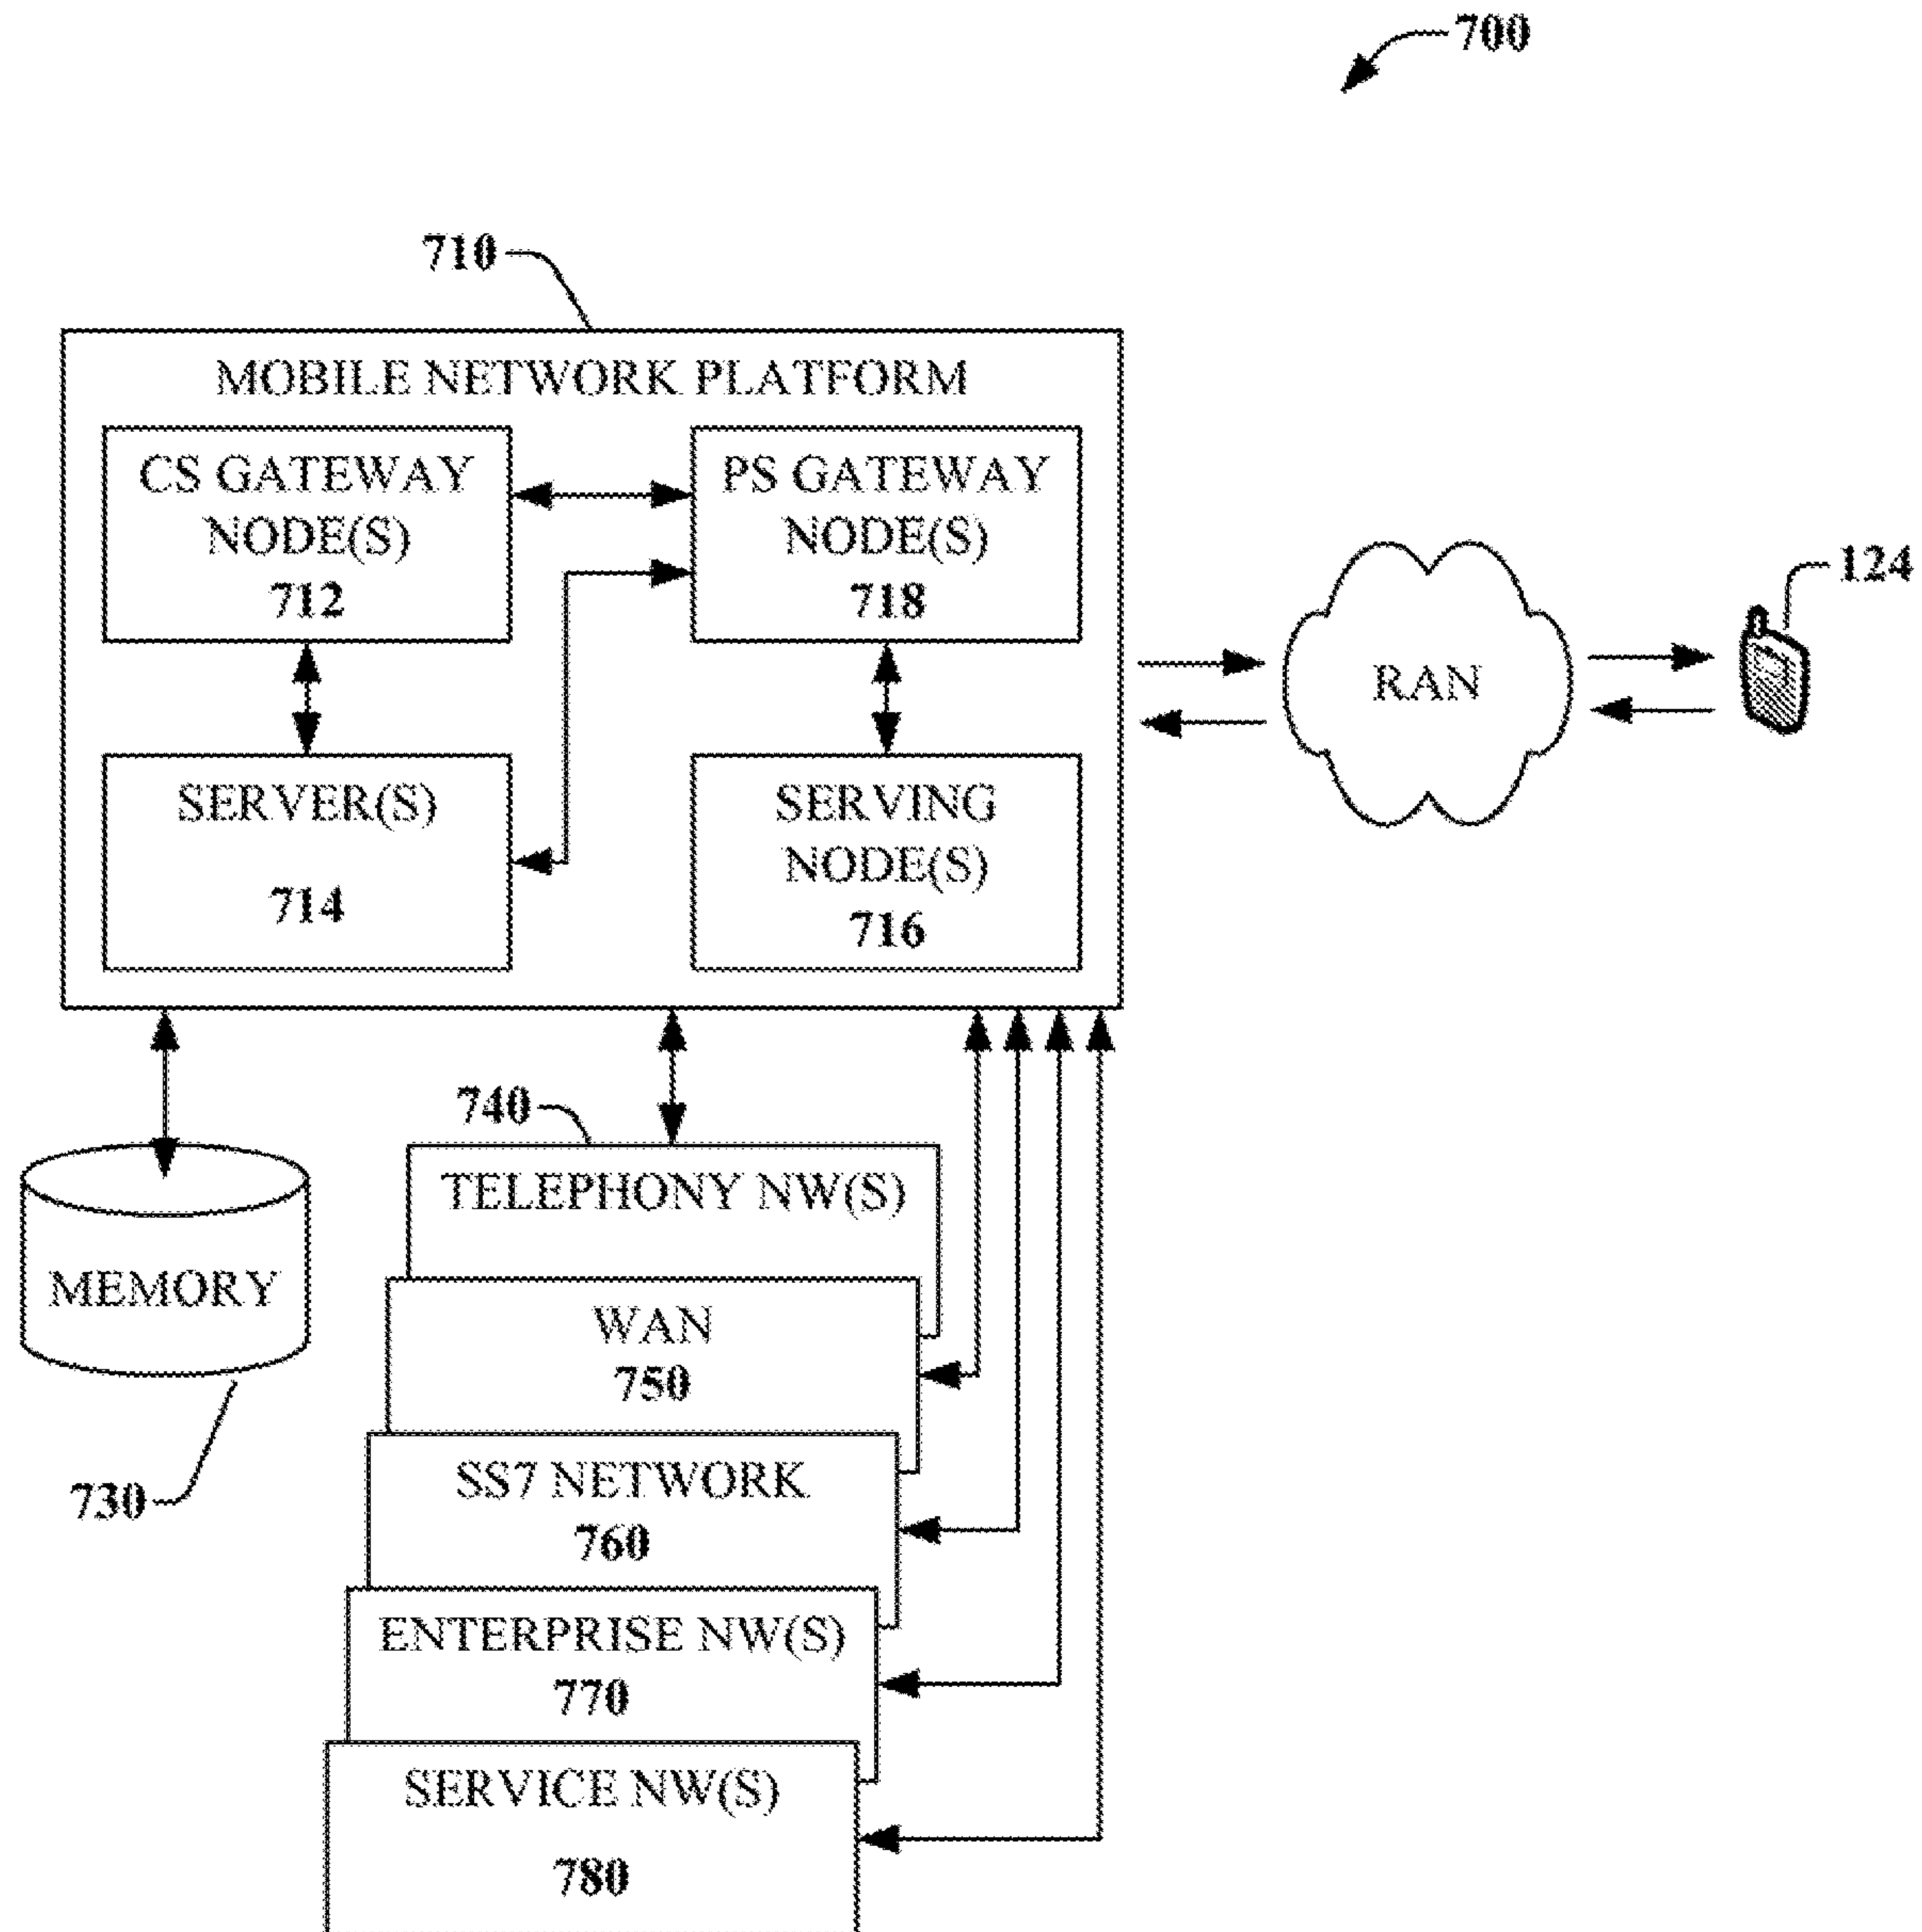 700
710
MOBILE NETWORK PLATFORM
CS GATEWAY
NODE(S)
712
PS GATEWAY
NODE(S)
718
SERVER(S)
714
SERVING
NODE(S)
716
RAN
124
740
TELEPHONY NW(S)
MEMORY
730
WAN
750
SS7 NETWORK
760
ENTERPRISE NW(S)
770
SERVICE NW(S)
780